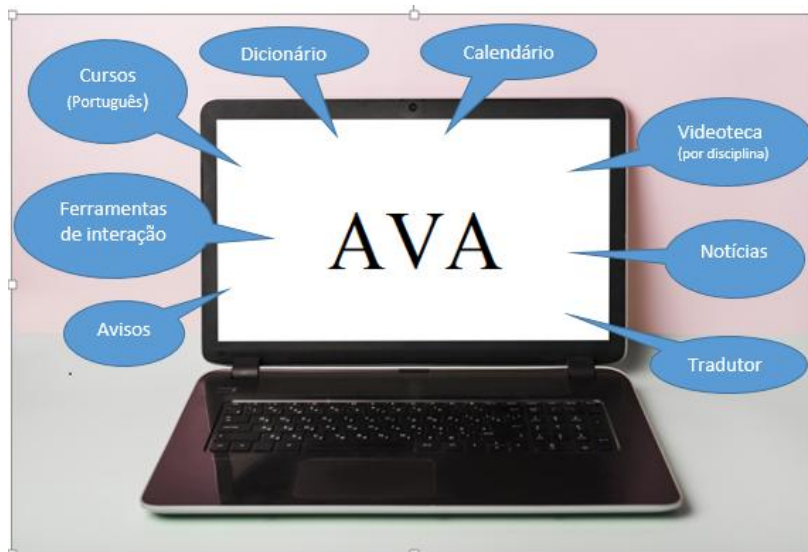 Dicionário
Calendário
Cursos
(Português)
Videoteca
(por disciplina)
Ferramentas
de interação
AVA
Notícias
Avisos
Tradutor